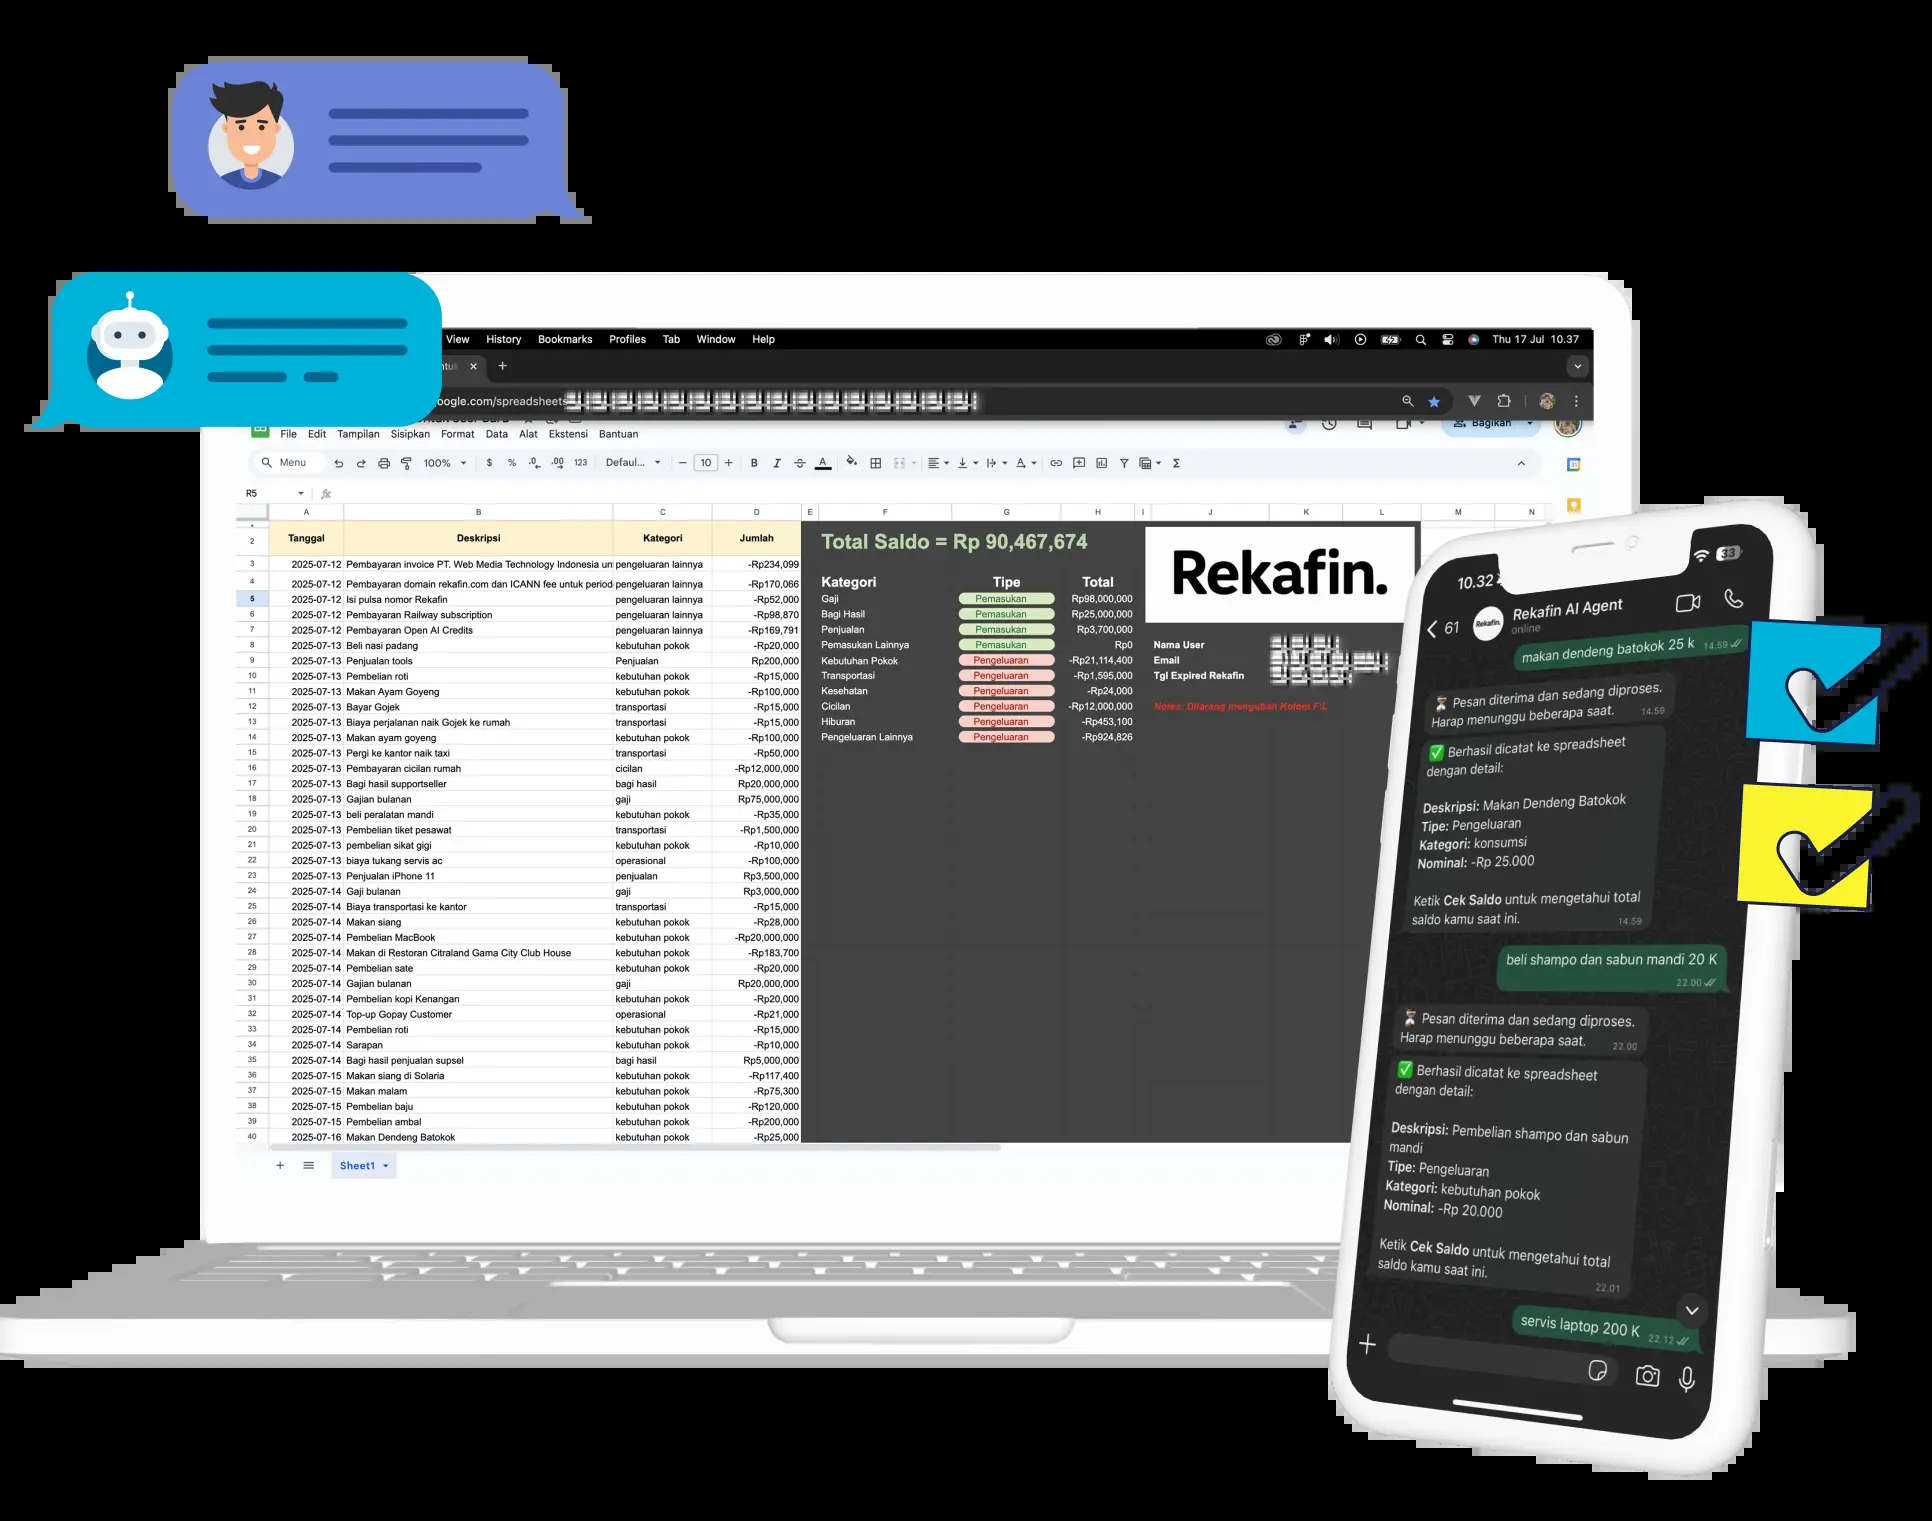 View History Bookmarks Profiles Tab Window Help Thu 17 Jul 10.37
oogle.com/spreadsheets
File Edit Tampilan Sisipkan Format Data Alat Ekstensi Bantuan Bagikan
Menu 100% $ % .0 .00 123 Defaul... 10 B I A
R5 fx
A B C D E F G H I J K L M N
2 Tanggal Deskripsi Kategori Jumlah
3 2025-07-12 Pembayaran invoice PT. Web Media Technology Indonesia un pengeluaran lainnya -Rp234,099
4 2025-07-12 Pembayaran domain rekafin.com dan ICANN fee untuk period pengeluaran lainnya -Rp170,066
5 2025-07-12 Isi pulsa nomor Rekafin pengeluaran lainnya -Rp52,000
6 2025-07-12 Pembayaran Railway subscription pengeluaran lainnya -Rp98,870
7 2025-07-12 Pembayaran Open AI Credits pengeluaran lainnya -Rp169,791
8 2025-07-13 Beli nasi padang kebutuhan pokok -Rp20,000
9 2025-07-13 Penjualan tools Penjualan Rp200,000
10 2025-07-13 Pembelian roti kebutuhan pokok -Rp15,000
11 2025-07-13 Makan Ayam Goyeng kebutuhan pokok -Rp100,000
12 2025-07-13 Bayar Gojek transportasi -Rp15,000
13 2025-07-13 Biaya perjalanan naik Gojek ke rumah transportasi -Rp15,000
14 2025-07-13 Makan ayam goyeng kebutuhan pokok -Rp100,000
15 2025-07-13 Pergi ke kantor naik taxi transportasi -Rp50,000
16 2025-07-13 Pembayaran cicilan rumah cicilan -Rp12,000,000
17 2025-07-13 Bagi hasil supportseller bagi hasil Rp20,000,000
18 2025-07-13 Gajian bulanan gaji Rp75,000,000
19 2025-07-13 beli peralatan mandi kebutuhan pokok -Rp35,000
20 2025-07-13 Pembelian tiket pesawat transportasi -Rp1,500,000
21 2025-07-13 pembelian sikat gigi kebutuhan pokok -Rp10,000
22 2025-07-13 biaya tukang servis ac operasional -Rp100,000
23 2025-07-13 Penjualan iPhone 11 penjualan Rp3,500,000
24 2025-07-14 Gaji bulanan gaji Rp3,000,000
25 2025-07-14 Biaya transportasi ke kantor transportasi -Rp15,000
26 2025-07-14 Makan siang kebutuhan pokok -Rp28,000
27 2025-07-14 Pembelian MacBook kebutuhan pokok -Rp20,000,000
28 2025-07-14 Makan di Restoran Citraland Gama City Club House kebutuhan pokok -Rp183,700
29 2025-07-14 Pembelian sate kebutuhan pokok -Rp20,000
30 2025-07-14 Gajian bulanan gaji Rp20,000,000
31 2025-07-14 Pembelian kopi Kenangan kebutuhan pokok -Rp20,000
32 2025-07-14 Top-up Gopay Customer operasional -Rp21,000
33 2025-07-14 Pembelian roti kebutuhan pokok -Rp15,000
34 2025-07-14 Sarapan kebutuhan pokok -Rp10,000
35 2025-07-14 Bagi hasil penjualan supsel bagi hasil Rp5,000,000
36 2025-07-15 Makan siang di Solaria kebutuhan pokok -Rp117,400
37 2025-07-15 Makan malam kebutuhan pokok -Rp75,300
38 2025-07-15 Pembelian baju kebutuhan pokok -Rp120,000
39 2025-07-15 Pembelian ambal kebutuhan pokok -Rp200,000
40 2025-07-16 Makan Dendeng Batokok kebutuhan pokok -Rp25,000
Sheet1
Total Saldo = Rp 90,467,674
Kategori Tipe Total
Gaji Pemasukan Rp98,000,000
Bagi Hasil Pemasukan Rp25,000,000
Penjualan Pemasukan Rp3,700,000
Pemasukan Lainnya Pemasukan Rp0
Kebutuhan Pokok Pengeluaran -Rp21,114,400
Transportasi Pengeluaran -Rp1,595,000
Kesehatan Pengeluaran -Rp24,000
Cicilan Pengeluaran -Rp12,000,000
Hiburan Pengeluaran -Rp453,100
Pengeluaran Lainnya Pengeluaran -Rp924,826
Rekafin.
Nama User
Email
Tgl Expired Rekafin
Notes: Dilarang mengubah Kolom F:L
10.32 33
61 Rekafin. Rekafin AI Agent
online
makan dendeng batokok 25 k 14.59
Pesan diterima dan sedang diproses.
Harap menunggu beberapa saat. 14.59
Berhasil dicatat ke spreadsheet
dengan detail:
Deskripsi: Makan Dendeng Batokok
Tipe: Pengeluaran
Kategori: konsumsi
Nominal: -Rp 25.000
Ketik Cek Saldo untuk mengetahui total
saldo kamu saat ini. 14.59
beli shampo dan sabun mandi 20 K
22.00
Pesan diterima dan sedang diproses.
Harap menunggu beberapa saat. 22.00
Berhasil dicatat ke spreadsheet
dengan detail:
Deskripsi: Pembelian shampo dan sabun
mandi
Tipe: Pengeluaran
Kategori: kebutuhan pokok
Nominal: -Rp 20.000
Ketik Cek Saldo untuk mengetahui total
saldo kamu saat ini. 22.01
servis laptop 200 K 22.12